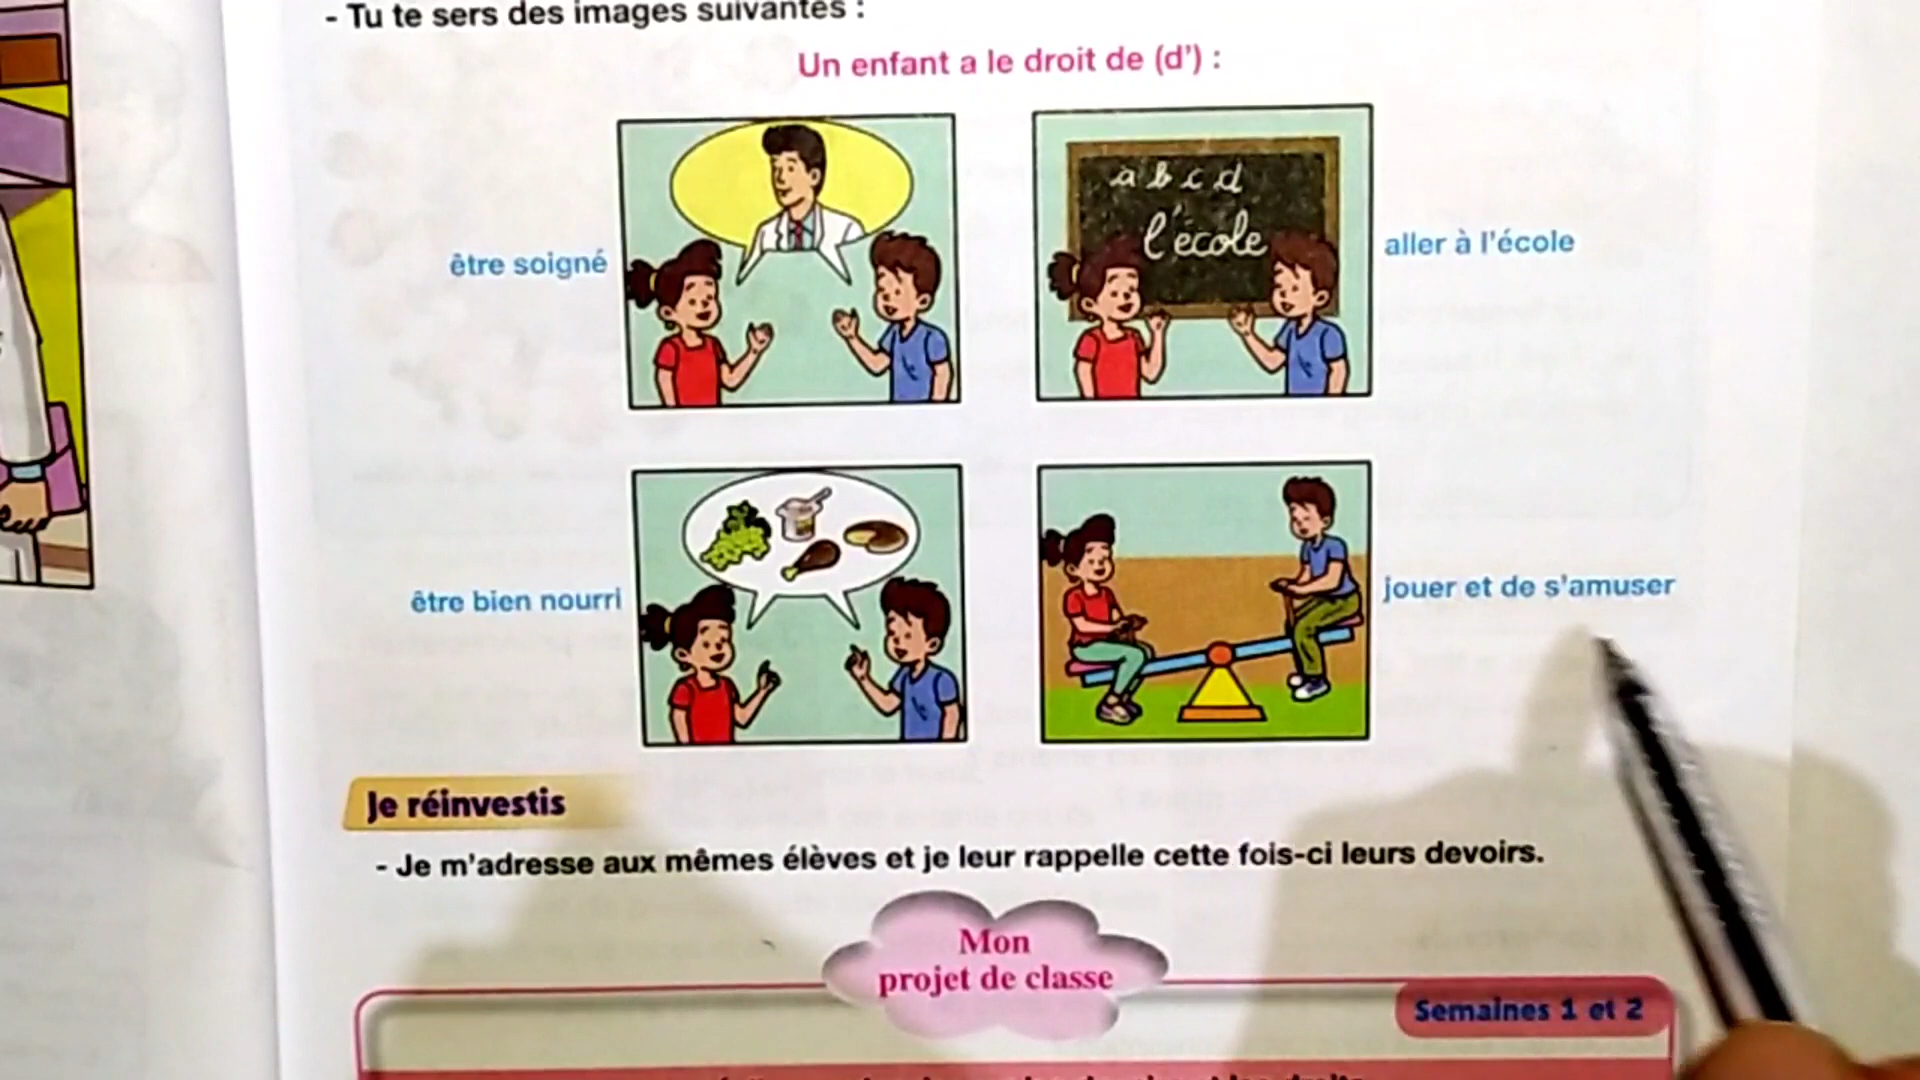 - Tu te sers des images suivantes :
Un enfant a le droit de (d') :
être soigné
a b c d
l'école
aller à l'école
être bien nourri
jouer et de s'amuser
Je réinvestis
- Je m'adresse aux mêmes élèves et je leur rappelle cette fois-ci leurs devoirs.
Mon
projet de classe
Semaines 1 et 2